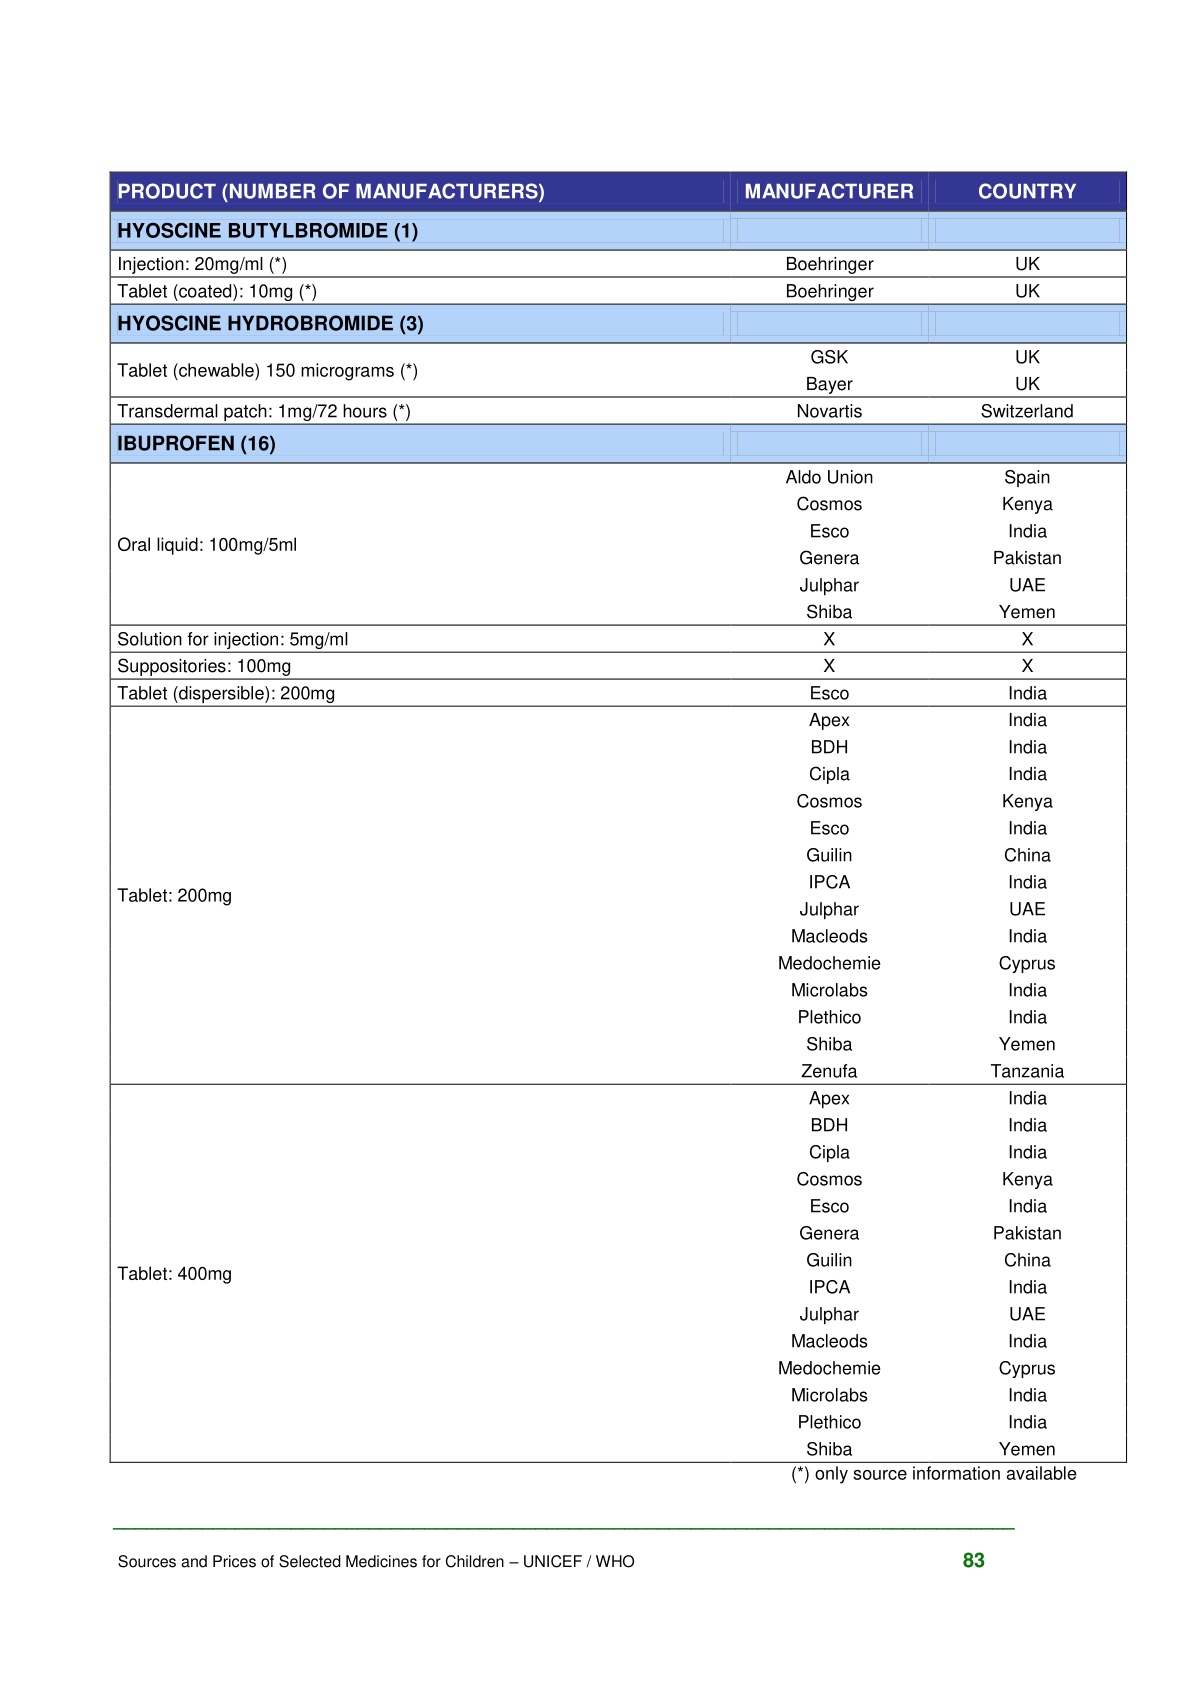 PRODUCT (NUMBER OF MANUFACTURERS) MANUFACTURER COUNTRY
HYOSCINE BUTYLBROMIDE (1)
Injection: 20mg/ml (*) Boehringer UK
Tablet (coated): 10mg (*) Boehringer UK
HYOSCINE HYDROBROMIDE (3)
Tablet (chewable) 150 micrograms (*)
GSK UK
Bayer UK
Transdermal patch: 1mg/72 hours (*) Novartis Switzerland
IBUPROFEN (16)
Oral liquid: 100mg/5ml
Aldo Union Spain
Cosmos Kenya
Esco India
Genera Pakistan
Julphar UAE
Shiba Yemen
Solution for injection: 5mg/ml X X
Suppositories: 100mg X X
Tablet (dispersible): 200mg Esco India
Tablet: 200mg
Apex India
BDH India
Cipla India
Cosmos Kenya
Esco India
Guilin China
IPCA India
Julphar UAE
Macleods India
Medochemie Cyprus
Microlabs India
Plethico India
Shiba Yemen
Zenufa Tanzania
Tablet: 400mg
Apex India
BDH India
Cipla India
Cosmos Kenya
Esco India
Genera Pakistan
Guilin China
IPCA India
Julphar UAE
Macleods India
Medochemie Cyprus
Microlabs India
Plethico India
Shiba Yemen
(*) only source information available
Sources and Prices of Selected Medicines for Children – UNICEF / WHO 83